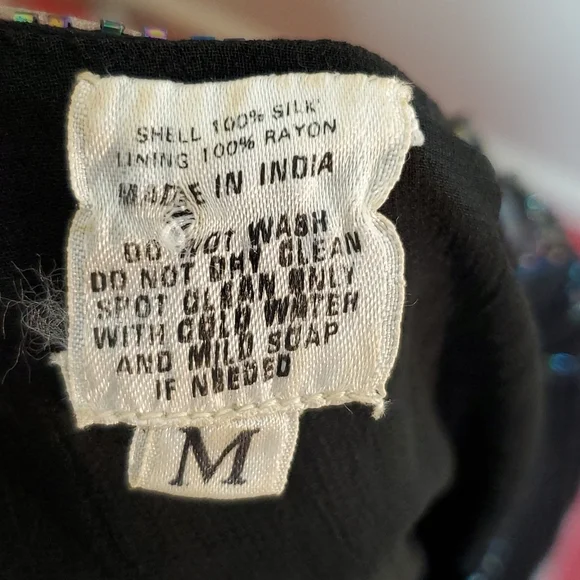 SHELL 100% SILK
LINING 100% RAYON
MADE IN INDIA
DO NOT WASH
DO NOT DRY CLEAN
SPOT CLEAN ONLY
WITH COLD WATER
AND MILD SOAP
IF NEEDED
M